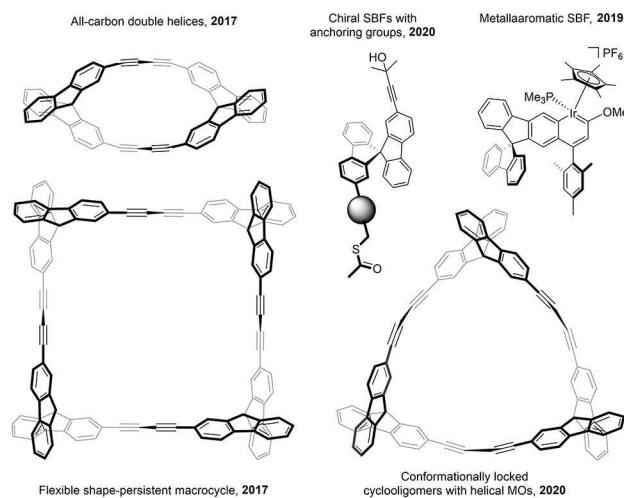 All-carbon double helices, 2017
Chiral SBFs with
anchoring groups, 2020
Metallaaromatic SBF, 2019
HO
S
O
PF6
Me3P
Ir
OMe
Flexible shape-persistent macrocycle, 2017
Conformationally locked
cyclooligomers with helical MOs, 2020